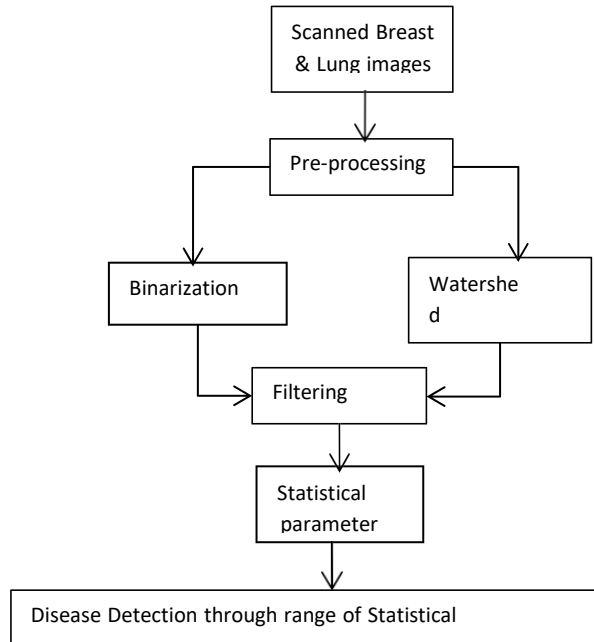 Scanned Breast
& Lung images
Pre-processing
Binarization
Watershe
d
Filtering
Statistical
parameter
Disease Detection through range of Statistical